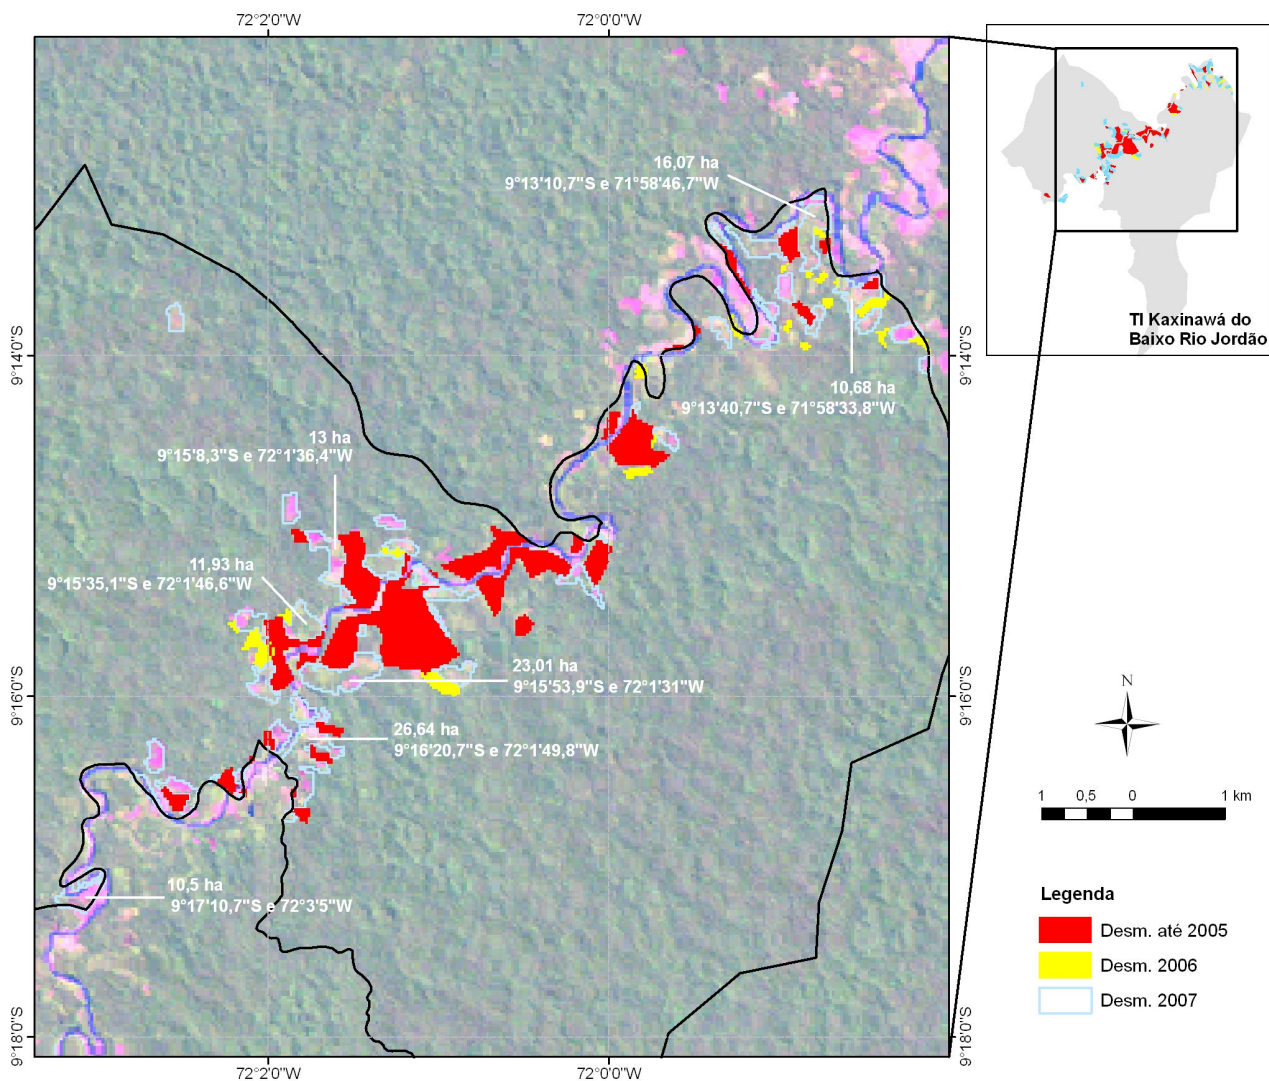 72°2'0"W
72°0'0"W
16,07 ha
9°13'10,7"S e 71°58'46,7"W
TI Kaxinawá do
Baixo Rio Jordão
9°14'0"S
9°14'0"S
10,68 ha
9°13'40,7"S e 71°58'33,8"W
13 ha
9°15'8,3"S e 72°1'36,4"W
11,93 ha
9°15'35,1"S e 72°1'46,6"W
23,01 ha
9°15'53,9"S e 72°1'31"W
9°16'0"S
9°16'0"S
N
26,64 ha
9°16'20,7"S e 72°1'49,8"W
1 0,5 0 1 km
10,5 ha
9°17'10,7"S e 72°3'5"W
Legenda
Desm. até 2005
Desm. 2006
Desm. 2007
9°18'0"S
9°18'0"S
72°2'0"W
72°0'0"W